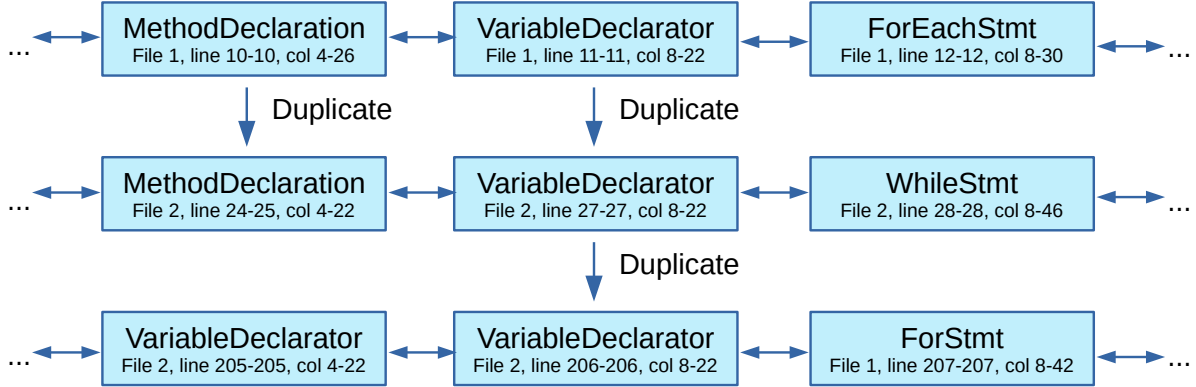 ... MethodDeclaration VariableDeclarator ForEachStmt ...
File 1, line 10-10, col 4-26 File 1, line 11-11, col 8-22 File 1, line 12-12, col 8-30
Duplicate Duplicate
... MethodDeclaration VariableDeclarator WhileStmt ...
File 2, line 24-25, col 4-22 File 2, line 27-27, col 8-22 File 2, line 28-28, col 8-46
Duplicate
... VariableDeclarator VariableDeclarator ForStmt ...
File 2, line 205-205, col 4-22 File 2, line 206-206, col 8-22 File 1, line 207-207, col 8-42